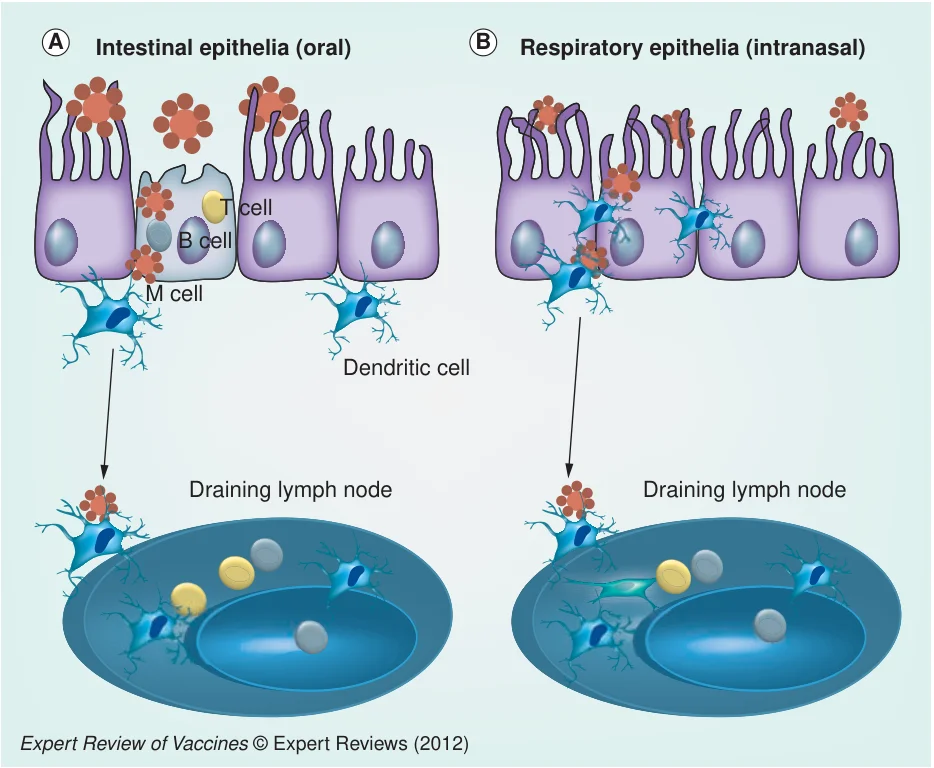 A Intestinal epithelia (oral)
B Respiratory epithelia (intranasal)
T cell
B cell
M cell
Dendritic cell
Draining lymph node
Draining lymph node
Expert Review of Vaccines © Expert Reviews (2012)